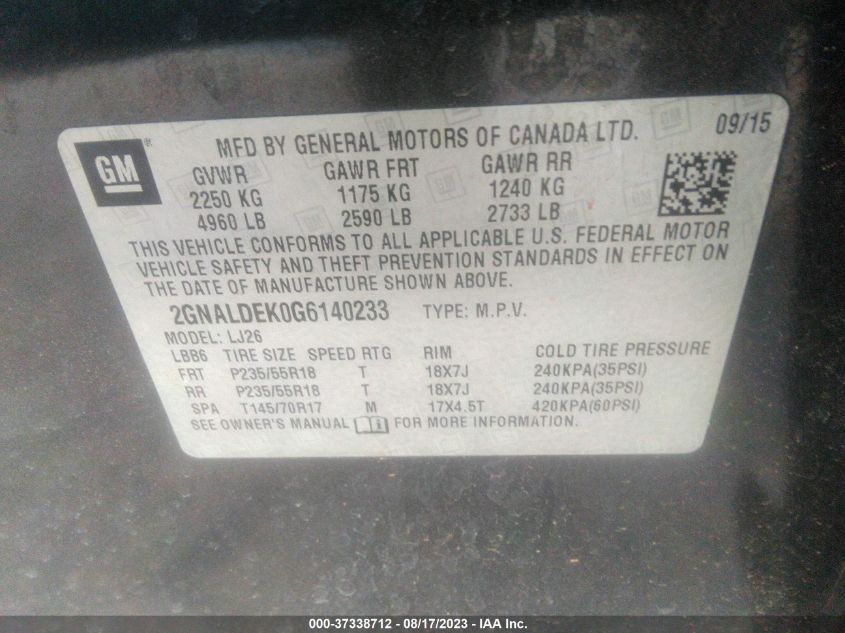 GM
MFD BY GENERAL MOTORS OF CANADA LTD. 09/15
GVWR GAWR FRT GAWR RR
2250 KG 1175 KG 1240 KG
4960 LB 2590 LB 2733 LB
THIS VEHICLE CONFORMS TO ALL APPLICABLE U.S. FEDERAL MOTOR
VEHICLE SAFETY AND THEFT PREVENTION STANDARDS IN EFFECT ON
THE DATE OF MANUFACTURE SHOWN ABOVE.
2GNALDEK0G6140233 TYPE: M.P.V.
MODEL: LJ26
LBB6 TIRE SIZE SPEED RTG RIM COLD TIRE PRESSURE
FRT P235/55R18 T 18X7J 240KPA(35PSI)
RR P235/55R18 T 18X7J 240KPA(35PSI)
SPA T145/70R17 M 17X4.5T 420KPA(60PSI)
SEE OWNER'S MANUAL FOR MORE INFORMATION.
000-37338712 - 08/17/2023 - IAA Inc.